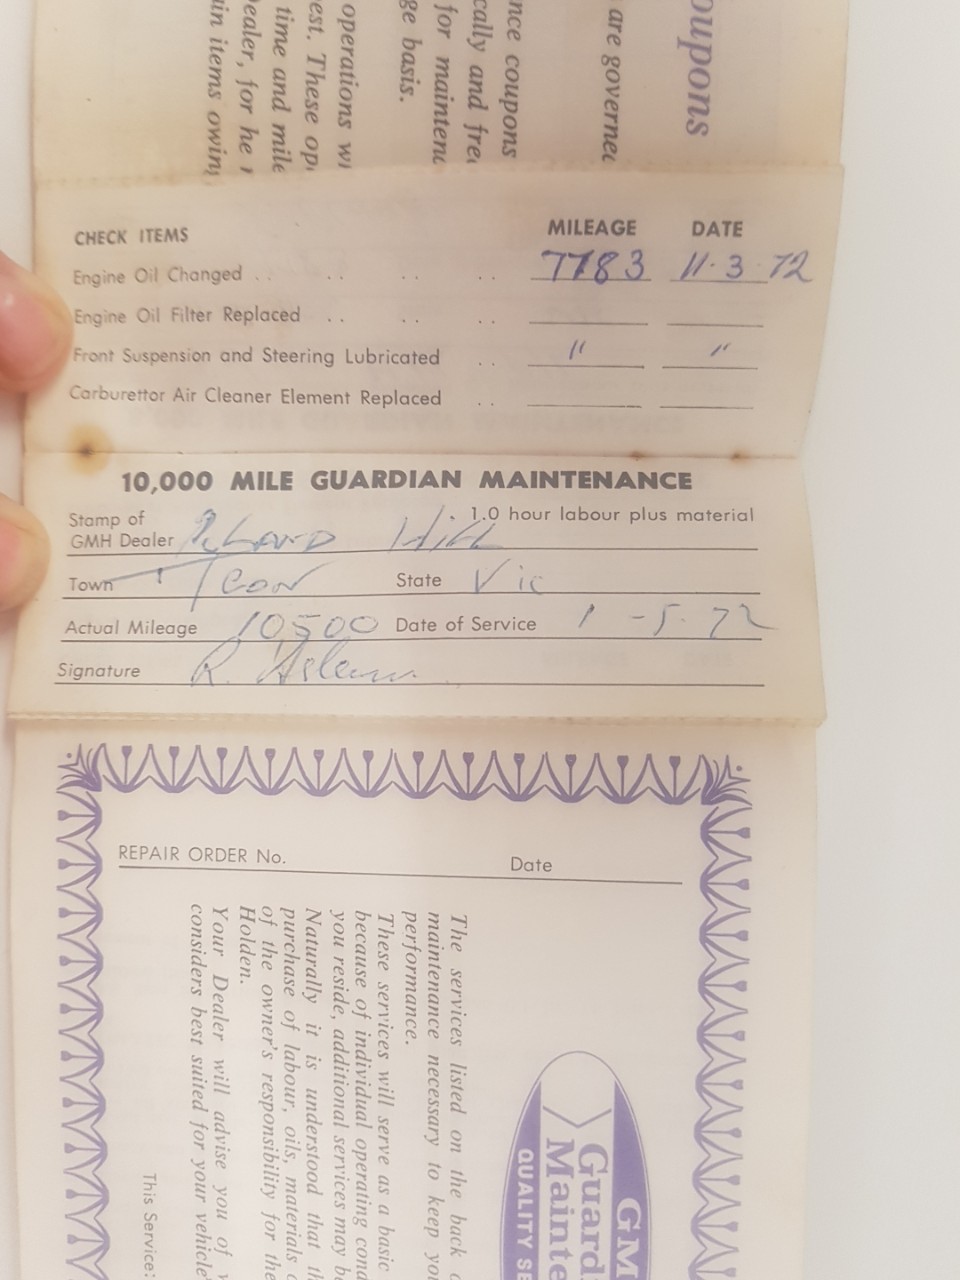 oupons
are governed
nce coupons
cally and fre
for mainten
ge basis.
operations wi
est. These op
time and mile
ealer, for he
in items owin
CHECK ITEMS MILEAGE DATE
Engine Oil Changed .. .. .. .. 7783 11·3·72
Engine Oil Filter Replaced .. .. ..
Front Suspension and Steering Lubricated .. " "
Carburettor Air Cleaner Element Replaced ..
10,000 MILE GUARDIAN MAINTENANCE
Stamp of 1.0 hour labour plus material
GMH Dealer Hill
Town State Vic
Actual Mileage 10500 Date of Service 1-5-72
Signature R.
REPAIR ORDER No. Date
GM
Guard
Mainte
QUALITY SE
The services listed on the back
maintenance necessary to keep yo
performance.
These services will serve as a basic
because of individual operating cond
you reside, additional services may be
Naturally it is understood that th
purchase of labour, oils, materials
of the owner's responsibility for the
Holden.
Your Dealer will advise you of
considers best suited for your vehicle
This Service: